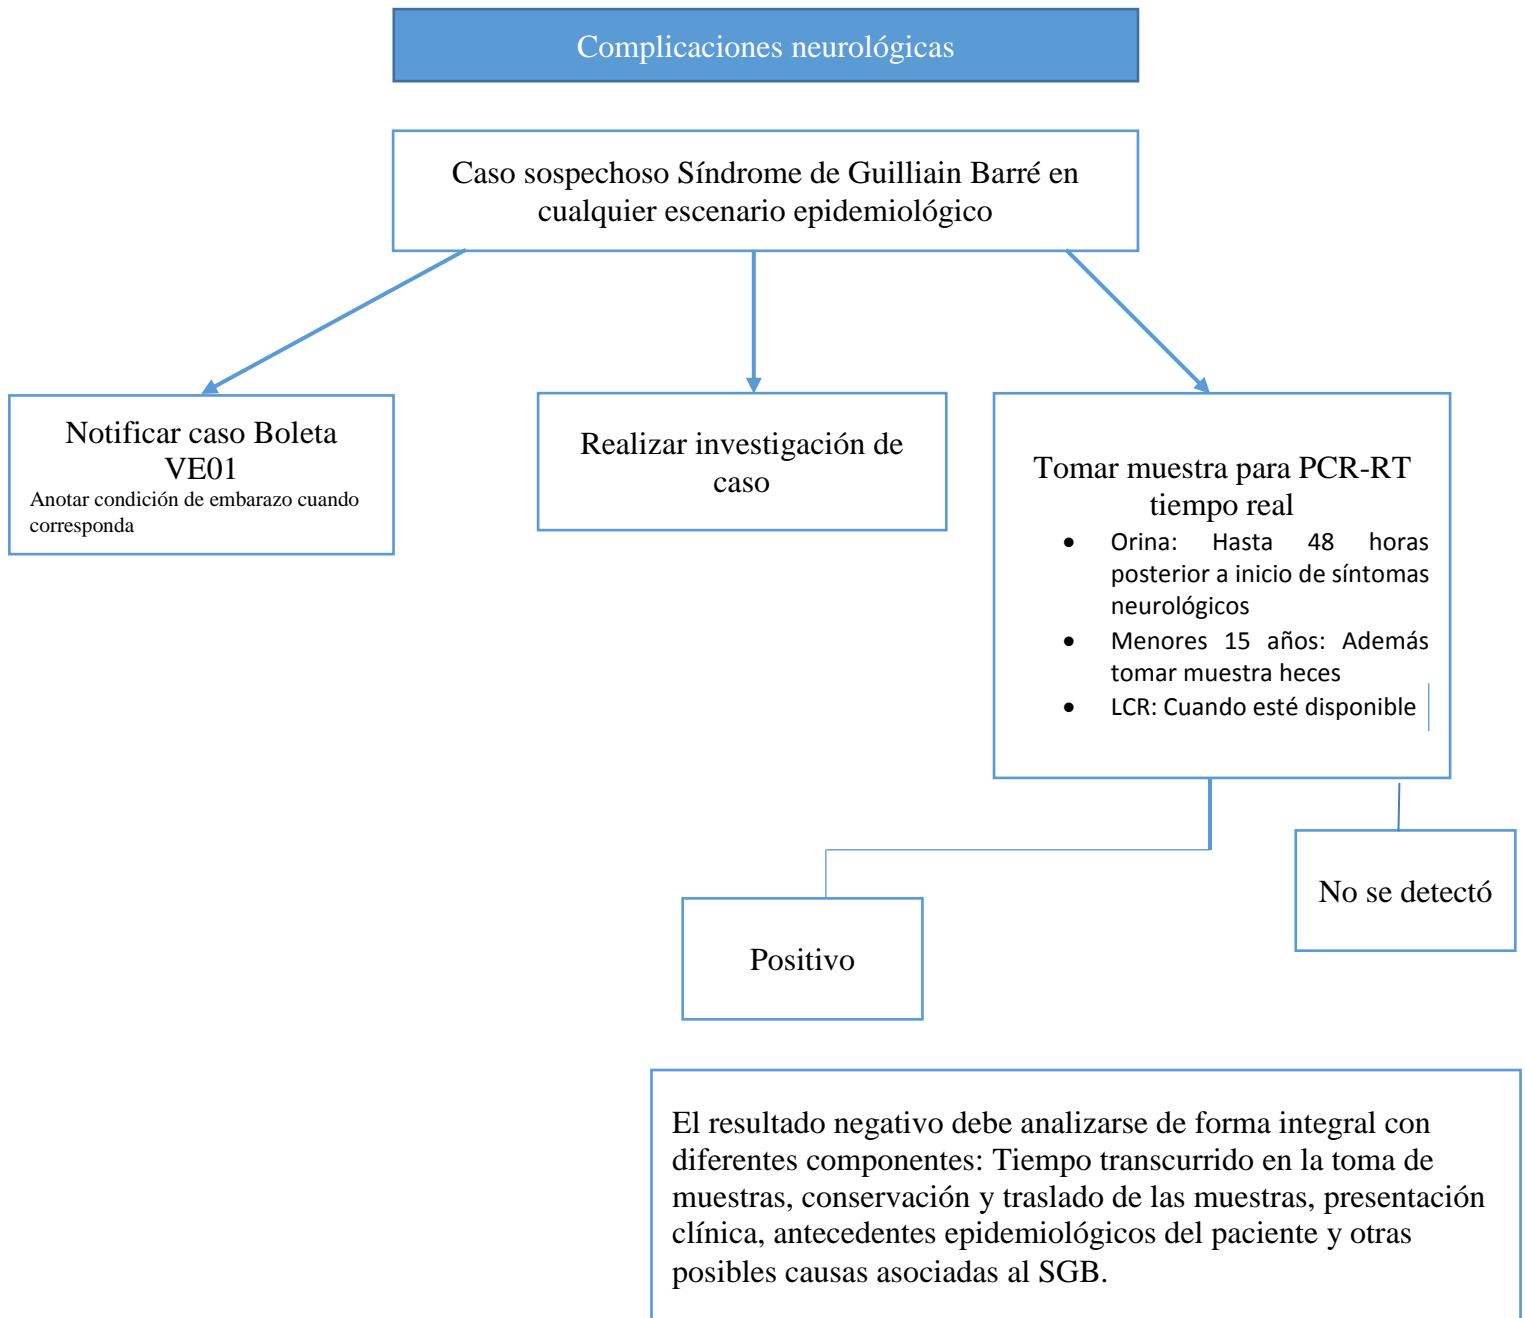 Complicaciones neurológicas
Caso sospechoso Síndrome de Guilliain Barré en
cualquier escenario epidemiológico
Notificar caso Boleta
VE01
Anotar condición de embarazo cuando
corresponda
Realizar investigación de
caso
Tomar muestra para PCR-RT
tiempo real
• Orina: Hasta 48 horas
posterior a inicio de síntomas
neurológicos
• Menores 15 años: Además
tomar muestra heces
• LCR: Cuando esté disponible
No se detectó
Positivo
El resultado negativo debe analizarse de forma integral con
diferentes componentes: Tiempo transcurrido en la toma de
muestras, conservación y traslado de las muestras, presentación
clínica, antecedentes epidemiológicos del paciente y otras
posibles causas asociadas al SGB.